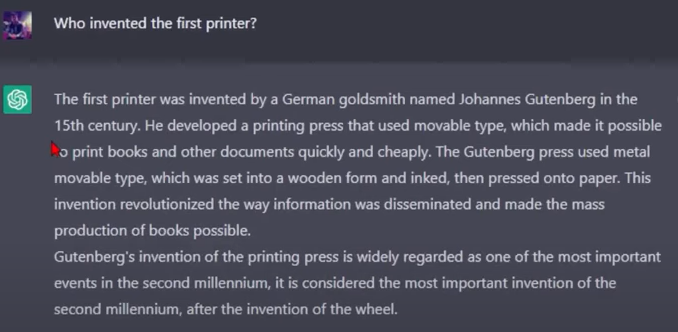 Who invented the first printer?
The first printer was invented by a German goldsmith named Johannes Gutenberg in the
15th century. He developed a printing press that used movable type, which made it possible
to print books and other documents quickly and cheaply. The Gutenberg press used metal
movable type, which was set into a wooden form and inked, then pressed onto paper. This
invention revolutionized the way information was disseminated and made the mass
production of books possible.
Gutenberg's invention of the printing press is widely regarded as one of the most important
events in the second millennium, it is considered the most important invention of the
second millennium, after the invention of the wheel.